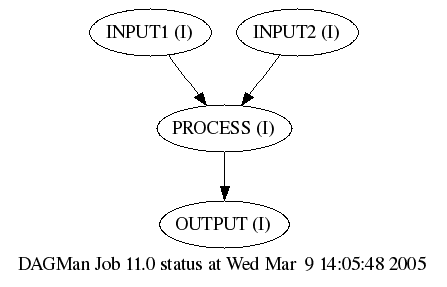 INPUT1 (I) INPUT2 (I)
PROCESS (I)
OUTPUT (I)
DAGMan Job 11.0 status at Wed Mar  9 14:05:48 2005